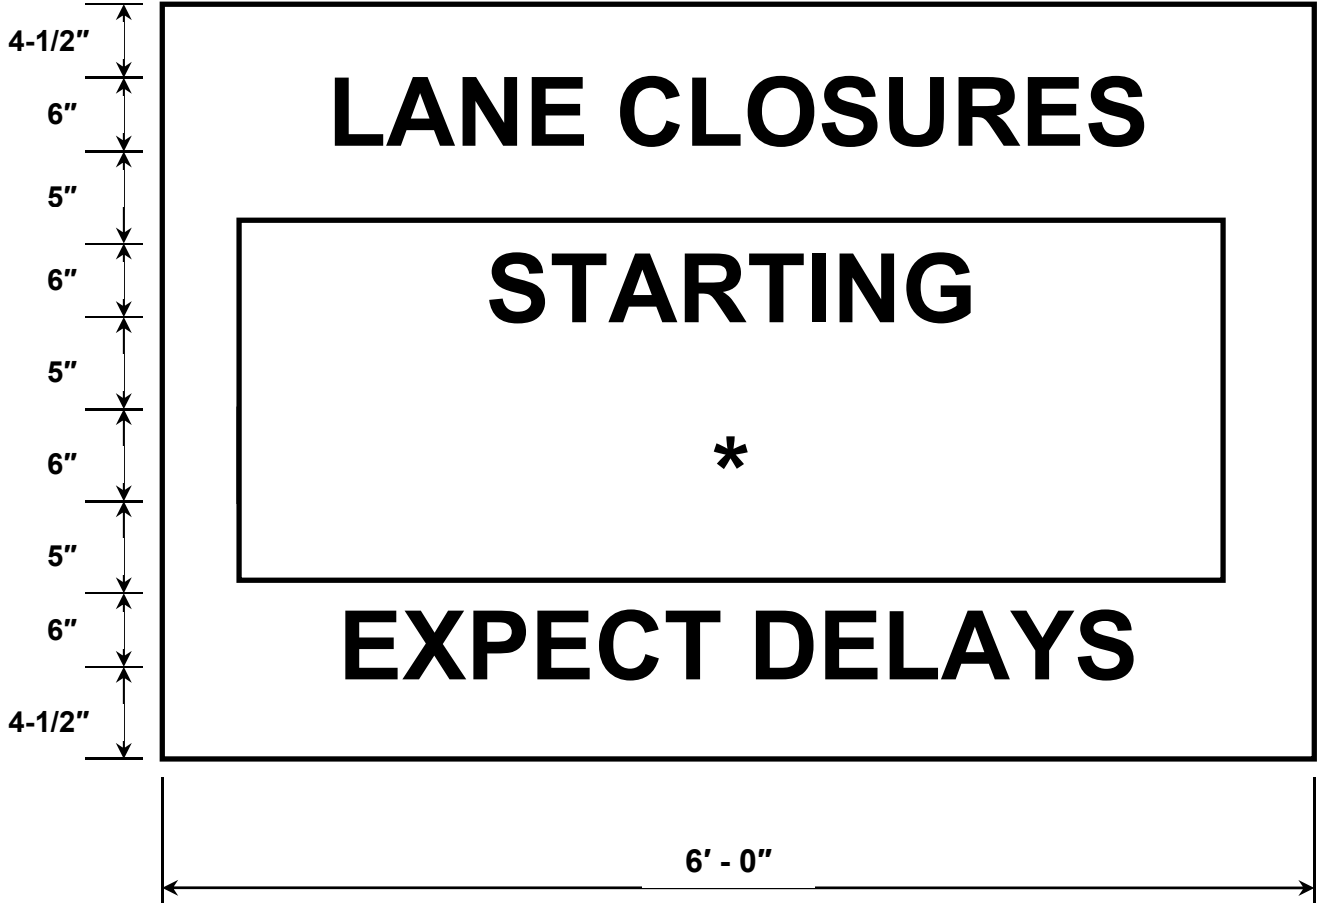 4-1/2″
6″
5″
6″
5″
6″
5″
6″
4-1/2″
LANE CLOSURES
STARTING
*
EXPECT DELAYS
6′ - 0″